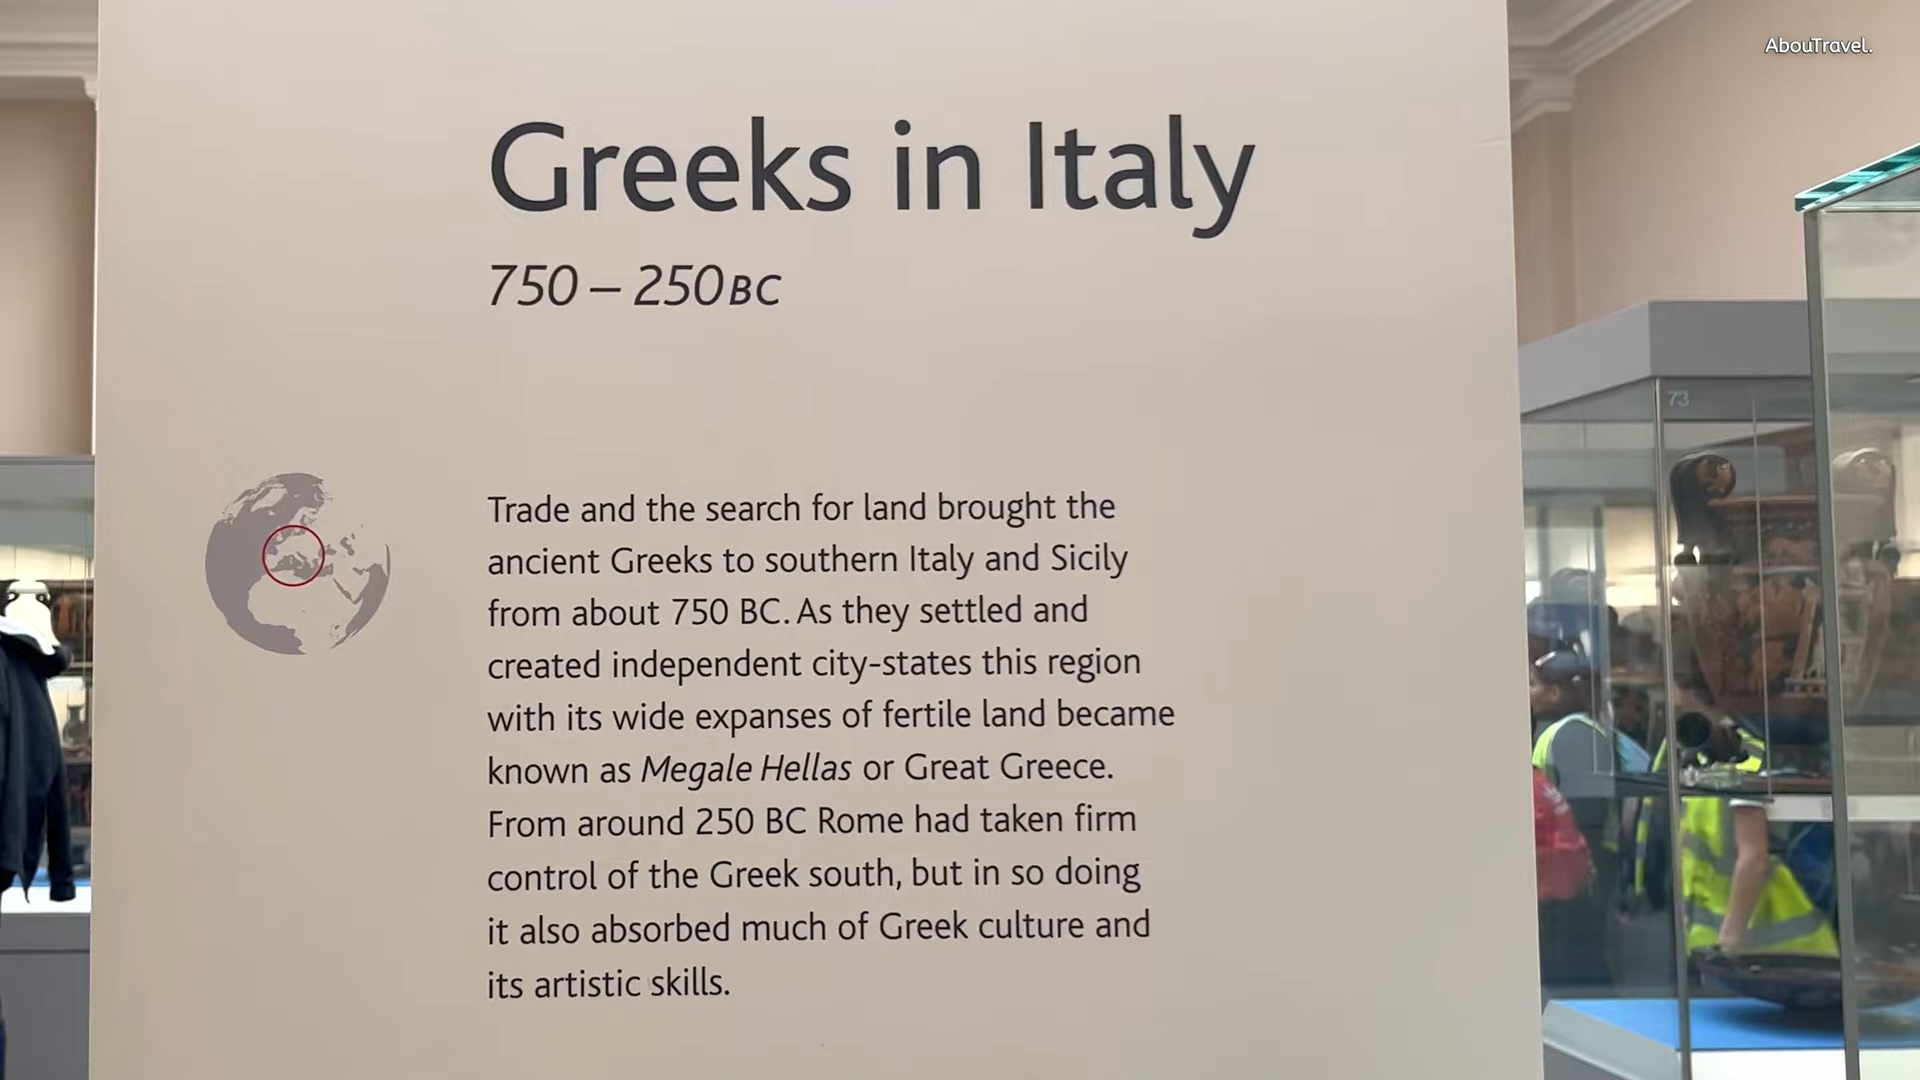 AbouTravel.
Greeks in Italy
750 – 250 BC
Trade and the search for land brought the
ancient Greeks to southern Italy and Sicily
from about 750 BC. As they settled and
created independent city-states this region
with its wide expanses of fertile land became
known as Megale Hellas or Great Greece.
From around 250 BC Rome had taken firm
control of the Greek south, but in so doing
it also absorbed much of Greek culture and
its artistic skills.
73